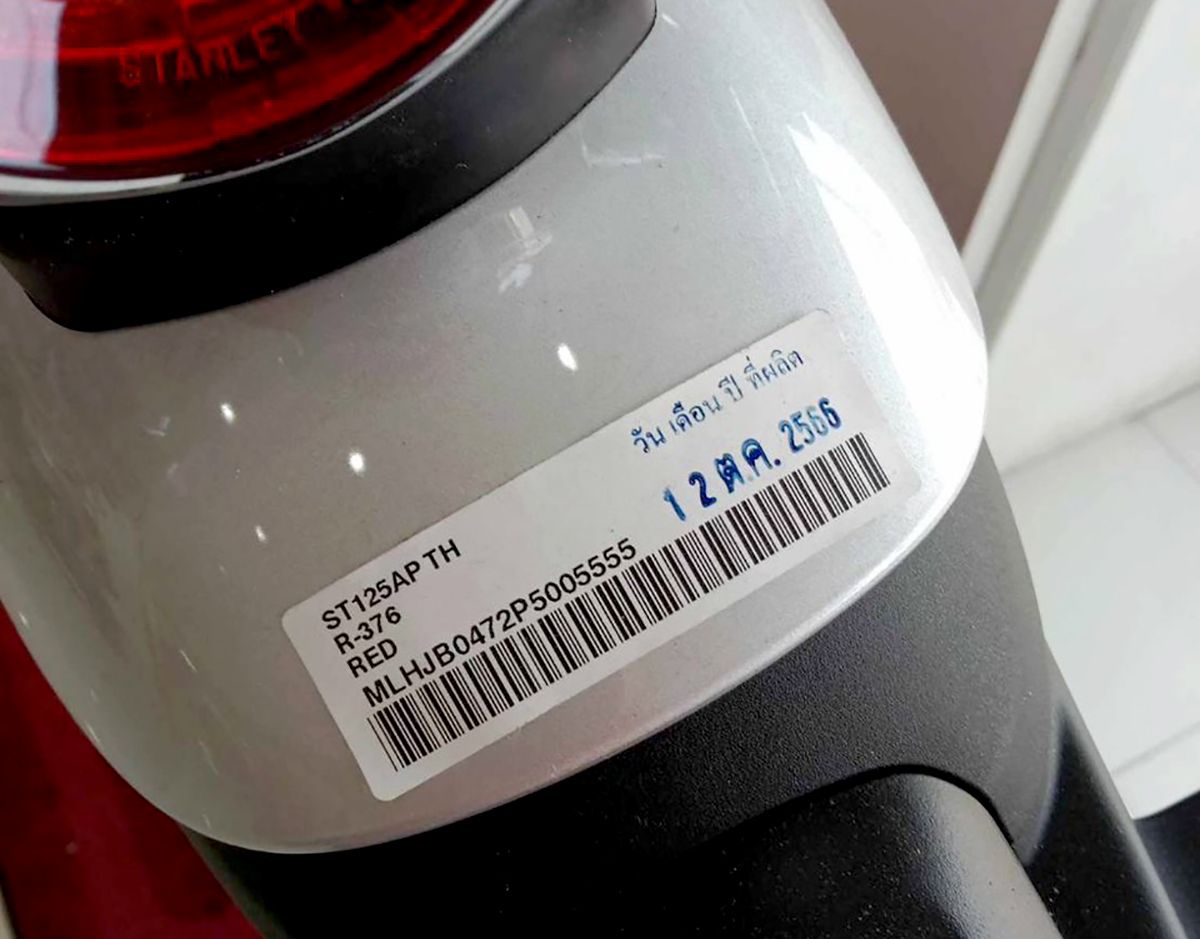 STANLEY
วัน เดือน ปี ที่ผลิต
12 ต.ค. 2566
ST125AP TH
R-376
RED
MLHJB0472P5005555